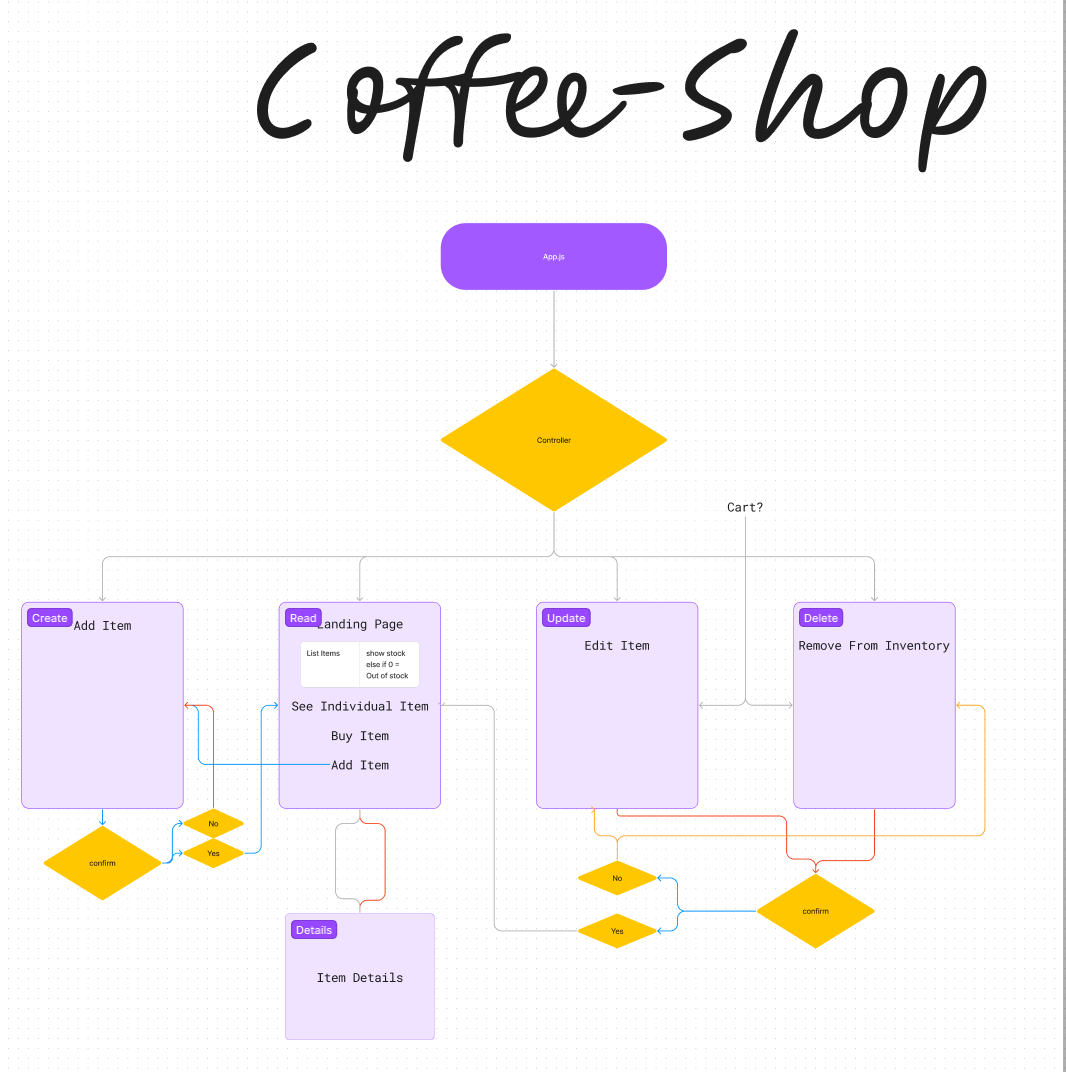 Coffee-Shop
App.js
Controller
Cart?
Create
Add Item
Read
Landing Page
List Items
show stock
else if 0 =
Out of stock
See Individual Item
Buy Item
Add Item
Update
Edit Item
Delete
Remove From Inventory
confirm
No
Yes
Details
Item Details
No
Yes
confirm